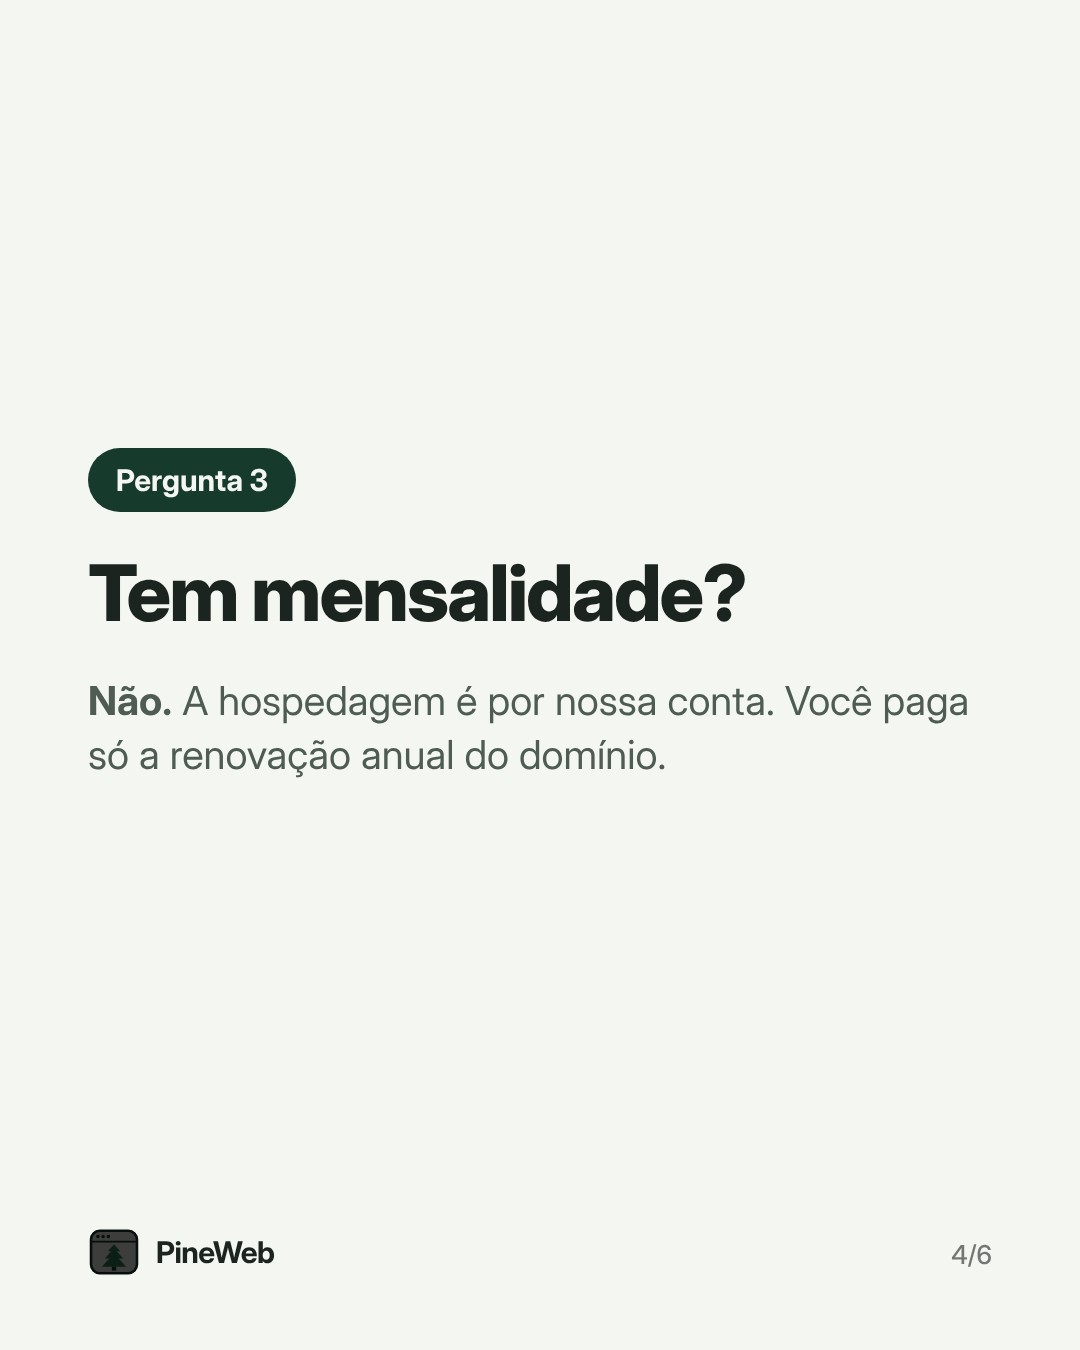 Pergunta 3
Tem mensalidade?
Não. A hospedagem é por nossa conta. Você paga
só a renovação anual do domínio.
PineWeb
4/6